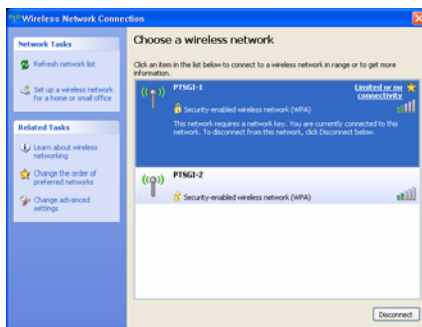 Wireless Network Connection
Network Tasks
Refresh network list
Set up a wireless network
for a home or small office
Related Tasks
Learn about wireless
networking
Change the order of
preferred networks
Change advanced
settings
Choose a wireless network
Click an item in the list below to connect to a wireless network in range or to get more
information.
PTSGI-1
Limited or no
connectivity
Security-enabled wireless network (WPA)
This network requires a network key. You are currently connected to this
network. To disconnect from this network, click Disconnect below.
PTSGI-2
Security-enabled wireless network (WPA)
Disconnect